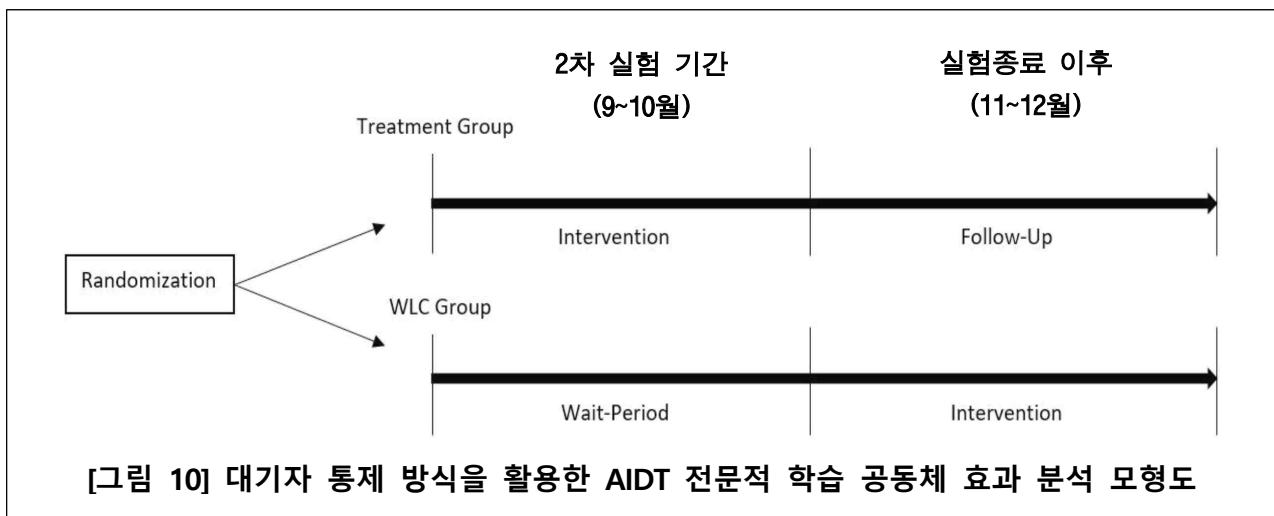 2차 실험 기간
(9~10월)
실험종료 이후
(11~12월)
Treatment Group
Intervention
Follow-Up
Randomization
WLC Group
Wait-Period
Intervention
[그림 10] 대기자 통제 방식을 활용한 AIDT 전문적 학습 공동체 효과 분석 모형도